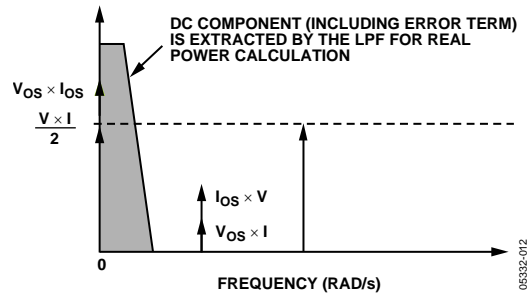 DC COMPONENT (INCLUDING ERROR TERM)
IS EXTRACTED BY THE LPF FOR REAL
POWER CALCULATION
VOS × IOS
V × I
2
IOS × V
VOS × I
0
FREQUENCY (RAD/s)
05332-012